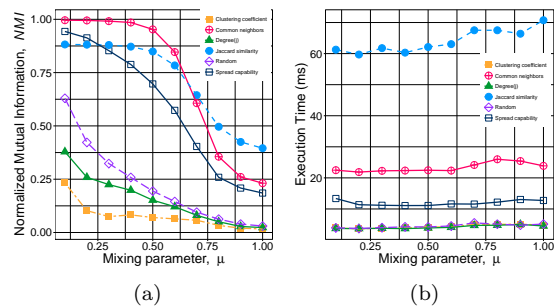 Normalized Mutual Information, NMI
1.00
0.75
0.50
0.25
0.00
Clustering coefficient
Common neighbors
Degree(j)
Jaccard similarity
Random
Spread capability
0.25 0.50 0.75 1.00
Mixing parameter, μ
(a)
Execution Time (ms)
60
40
20
Clustering coefficient
Common neighbors
Degree(j)
Jaccard similarity
Random
Spread capability
0.25 0.50 0.75 1.00
Mixing parameter, μ
(b)